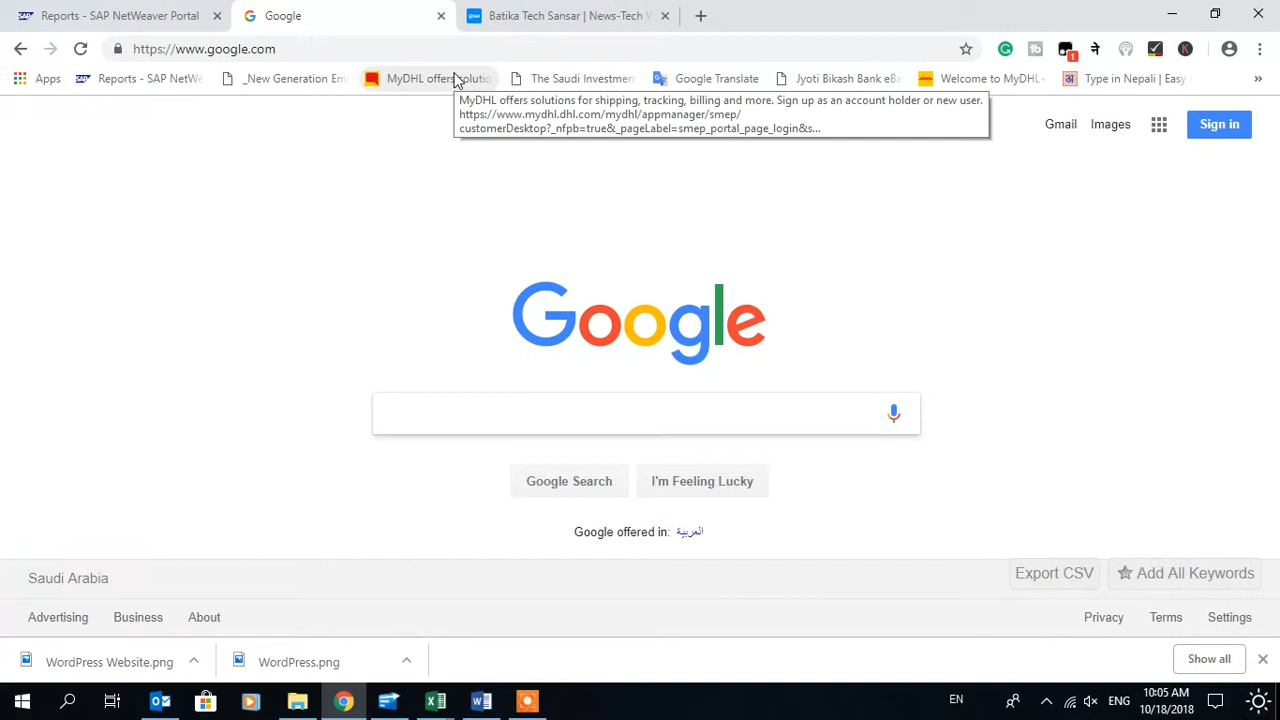 Reports - SAP NetWeaver Portal
Google
Batika Tech Sansar | News-Tech W
https://www.google.com
1
ने
K
Apps
Reports - SAP NetWe
_New Generation Em
MyDHL offers solutio
The Saudi Investmen
Google Translate
Jyoti Bikash Bank eBa
Welcome to MyDHL+
Type in Nepali | Easy
MyDHL offers solutions for shipping, tracking, billing and more. Sign up as an account holder or new user.
https://www.mydhl.dhl.com/mydhl/appmanager/smep/
customerDesktop?_nfpb=true&_pageLabel=smep_portal_page_login&s...
Gmail Images Sign in
Google
Google Search I'm Feeling Lucky
Google offered in: العربية
Saudi Arabia
Export CSV Add All Keywords
Advertising Business About
Privacy Terms Settings
WordPress Website.png WordPress.png Show all
EN ENG
10:05 AM
10/18/2018